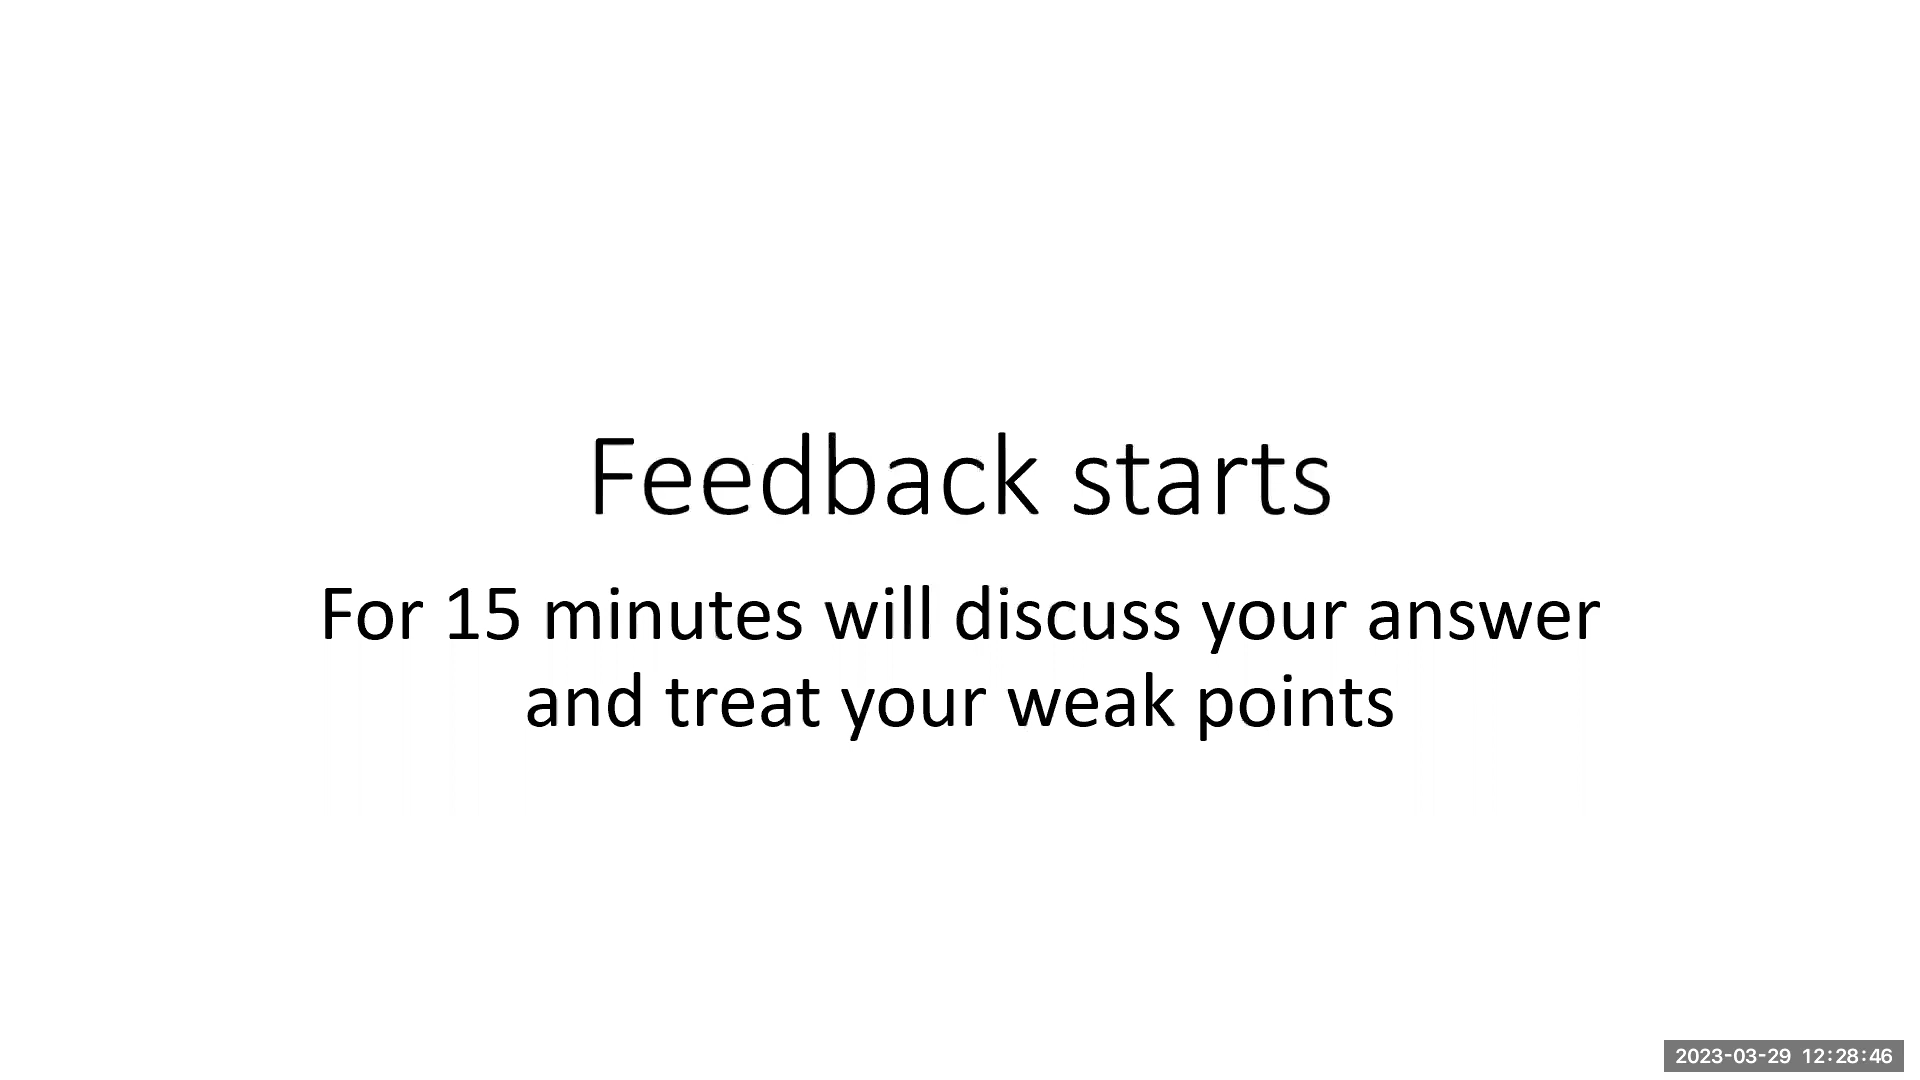 Feedback starts
For 15 minutes will discuss your answer
and treat your weak points
2023-03-29 12:28:46